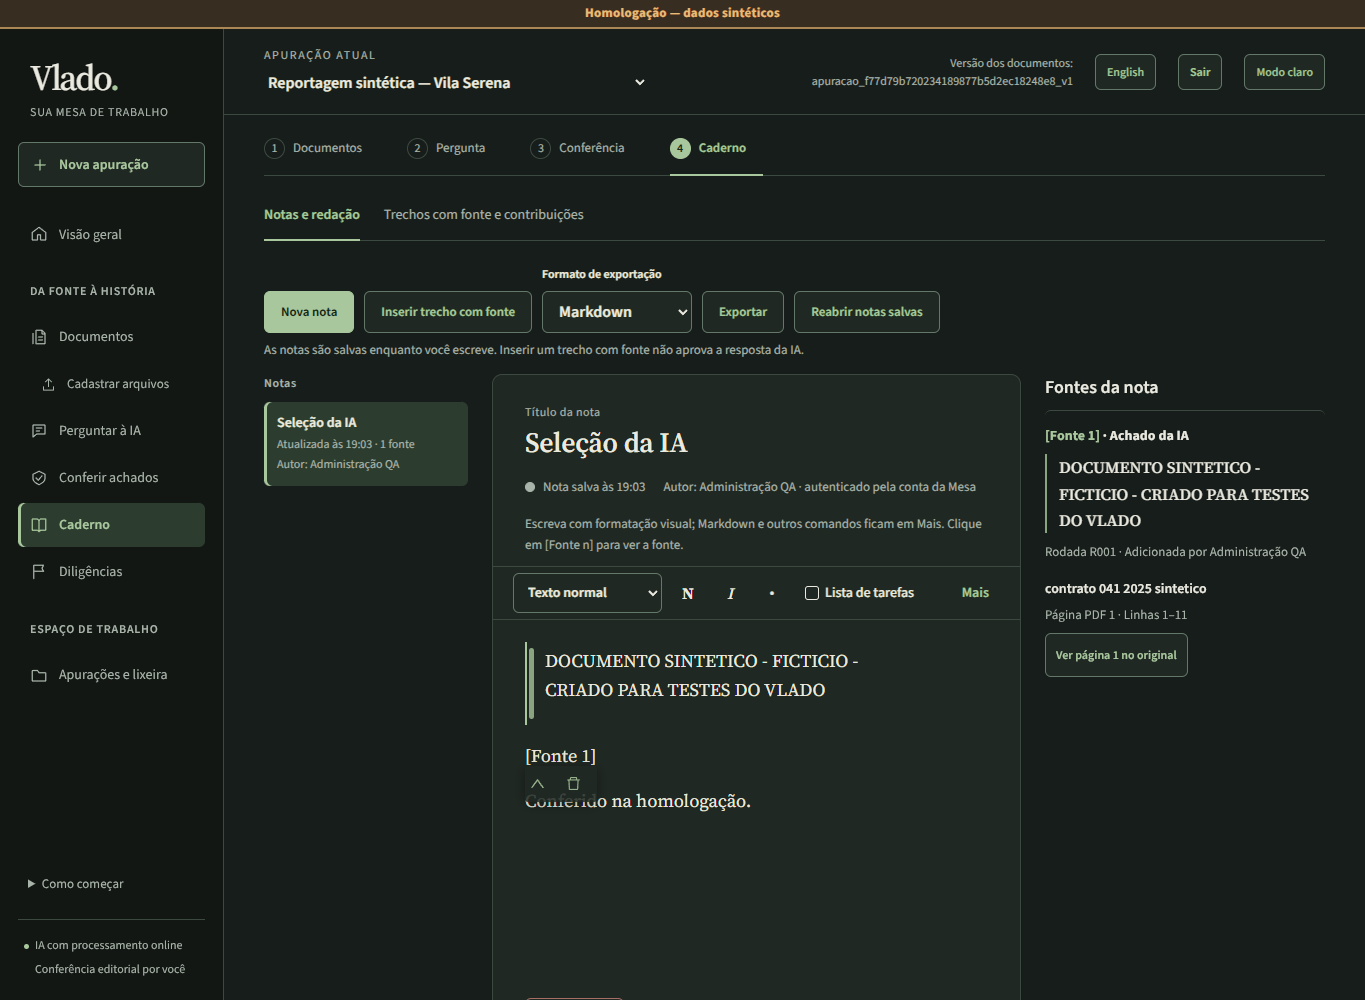 Homologação — dados sintéticos
Vlado.
SUA MESA DE TRABALHO
Nova apuração
Visão geral
DA FONTE À HISTÓRIA
Documentos
Cadastrar arquivos
Perguntar à IA
Conferir achados
Caderno
Diligências
ESPAÇO DE TRABALHO
Apurações e lixeira
Como começar
IA com processamento online
Conferência editorial por você
APURAÇÃO ATUAL
Reportagem sintética — Vila Serena
Versão dos documentos:
apuracao_f77d79b720234189877b5d2ec18248e8_v1
English
Sair
Modo claro
1 Documentos
2 Pergunta
3 Conferência
4 Caderno
Notas e redação
Trechos com fonte e contribuições
Formato de exportação
Nova nota
Inserir trecho com fonte
Markdown
Exportar
Reabrir notas salvas
As notas são salvas enquanto você escreve. Inserir um trecho com fonte não aprova a resposta da IA.
Notas
Seleção da IA
Atualizada às 19:03 · 1 fonte
Autor: Administração QA
Título da nota
Seleção da IA
Nota salva às 19:03
Autor: Administração QA · autenticado pela conta da Mesa
Escreva com formatação visual; Markdown e outros comandos ficam em Mais. Clique
em [Fonte n] para ver a fonte.
Texto normal
N
I
•
Lista de tarefas
Mais
DOCUMENTO SINTETICO - FICTICIO -
CRIADO PARA TESTES DO VLADO
[Fonte 1]
Conferido na homologação.
Fontes da nota
[Fonte 1] · Achado da IA
DOCUMENTO SINTETICO -
FICTICIO - CRIADO PARA TESTES
DO VLADO
Rodada R001 · Adicionada por Administração QA
contrato 041 2025 sintetico
Página PDF 1 · Linhas 1–11
Ver página 1 no original